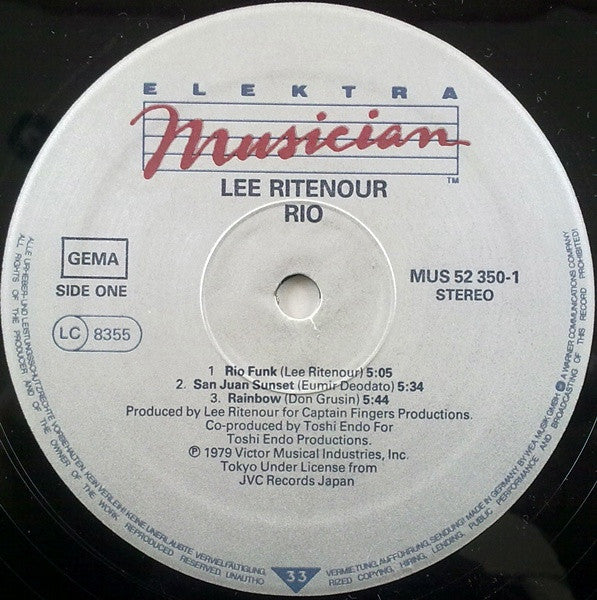 ELEKTRA
Musician
TM
LEE RITENOUR
RIO
GEMA
SIDE ONE
LC 8355
MUS 52 350-1
STEREO
1 Rio Funk (Lee Ritenour) 5:05
2. San Juan Sunset (Eumir Deodato) 5:34
3. Rainbow (Don Grusin) 5:44
Produced by Lee Ritenour for Captain Fingers Productions.
Co-produced by Toshi Endo For
Toshi Endo Productions.
℗ 1979 Victor Musical Industries, Inc.
Tokyo Under License from
JVC Records Japan
ALLE URHEBER- UND LEISTUNGSSCHUTZRECHTE VORBEHALTEN KEIN VERLEIH! KEINE UNERLAUBTE VERVIELFÄLTIGUNG,
VERMIETUNG, AUFFÜHRUNG, SENDUNG! MADE IN GERMANY BY WEA MUSIK GMBH A WARNER COMMUNICATIONS COMPANY
ALL RIGHTS OF THE PRODUCER AND OF THE OWNER OF THE WORK REPRODUCED RESERVED. UNAUTHO
RIZED COPYING, HIRING, LENDING, PUBLIC PERFORMANCE AND BROADCASTING OF THIS RECORD PROHIBITED!
33